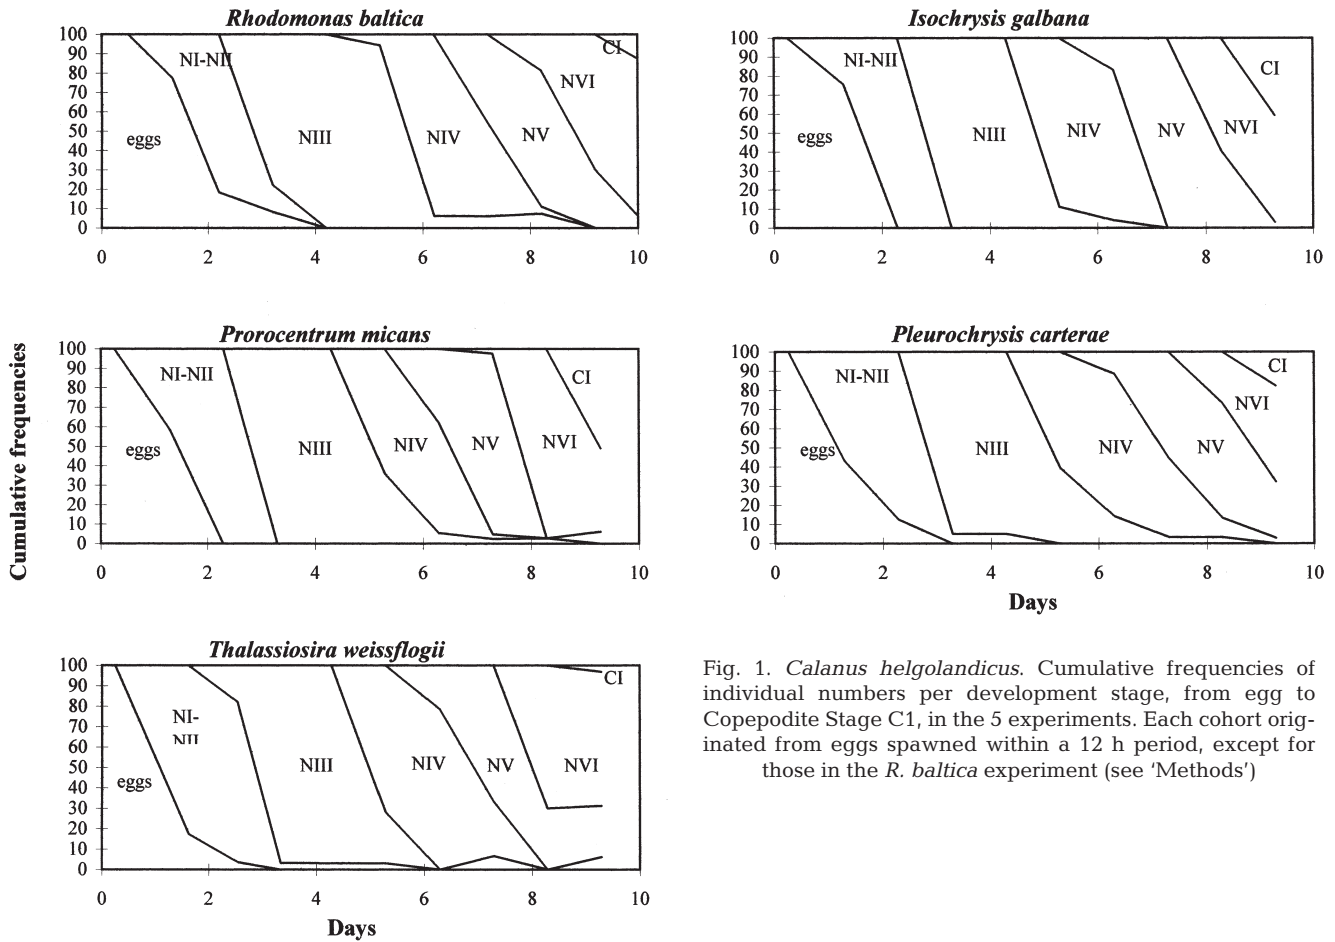 Rhodomonas baltica
100
90
80
70
60
50
40
30
20
10
0
eggs
NI-NII
NIII
NIV
NV
NVI
CI
0 2 4 6 8 10
Isochrysis galbana
100
90
80
70
60
50
40
30
20
10
0
eggs
NI-NII
NIII
NIV
NV
NVI
CI
0 2 4 6 8 10
Cumulative frequencies
Prorocentrum micans
100
90
80
70
60
50
40
30
20
10
0
eggs
NI-NII
NIII
NIV
NV
NVI
CI
0 2 4 6 8 10
Pleurochrysis carterae
100
90
80
70
60
50
40
30
20
10
0
eggs
NI-NII
NIII
NIV
NV
NVI
CI
0 2 4 6 8 10
Days
Thalassiosira weissflogii
100
90
80
70
60
50
40
30
20
10
0
eggs
NI-
NII
NIII
NIV
NV
NVI
CI
0 2 4 6 8 10
Days
Fig. 1. Calanus helgolandicus. Cumulative frequencies of
individual numbers per development stage, from egg to
Copepodite Stage C1, in the 5 experiments. Each cohort orig-
inated from eggs spawned within a 12 h period, except for
those in the R. baltica experiment (see ‘Methods’)